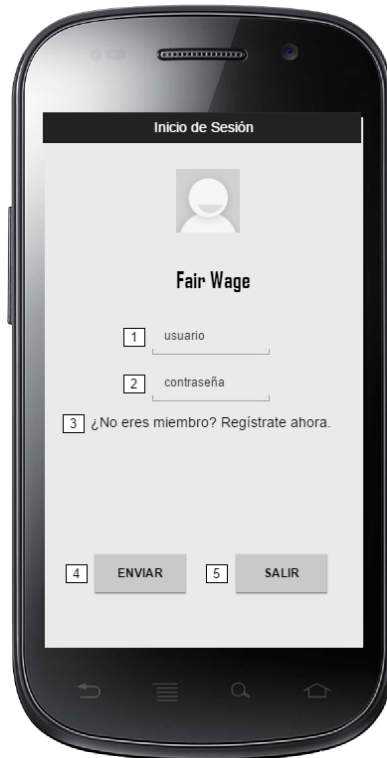 Inicio de Sesión
Fair Wage
1 usuario
2 contraseña
3 ¿No eres miembro? Regístrate ahora.
4 ENVIAR 5 SALIR